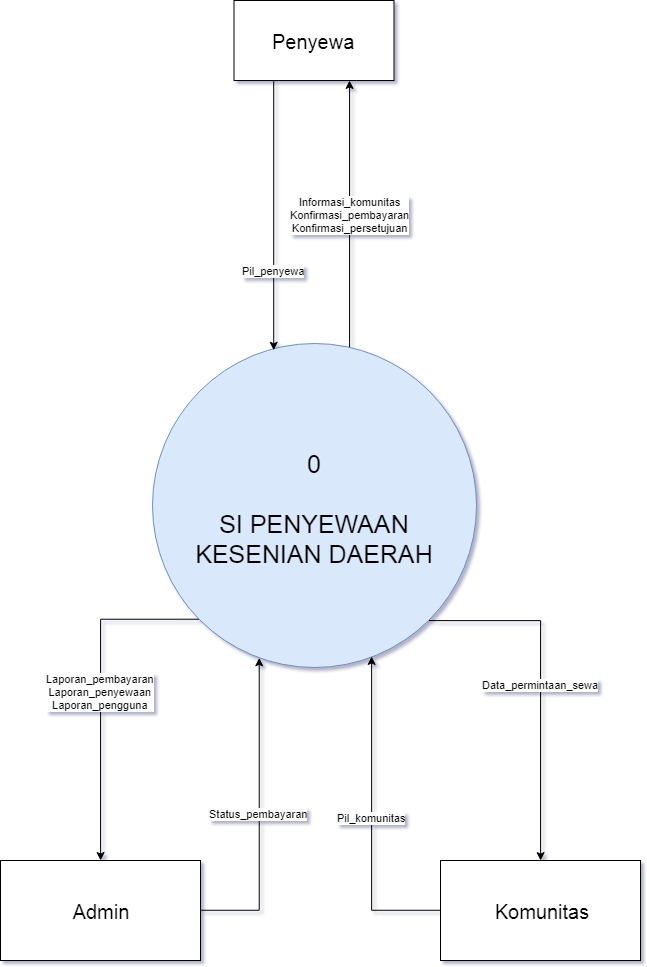 Penyewa
Informasi_komunitas
Konfirmasi_pembayaran
Konfirmasi_persetujuan
Pil_penyewa
0
SI PENYEWAAN
KESENIAN DAERAH
Laporan_pembayaran
Laporan_penyewaan
Laporan_pengguna
Data_permintaan_sewa
Status_pembayaran
Pil_komunitas
Admin
Komunitas